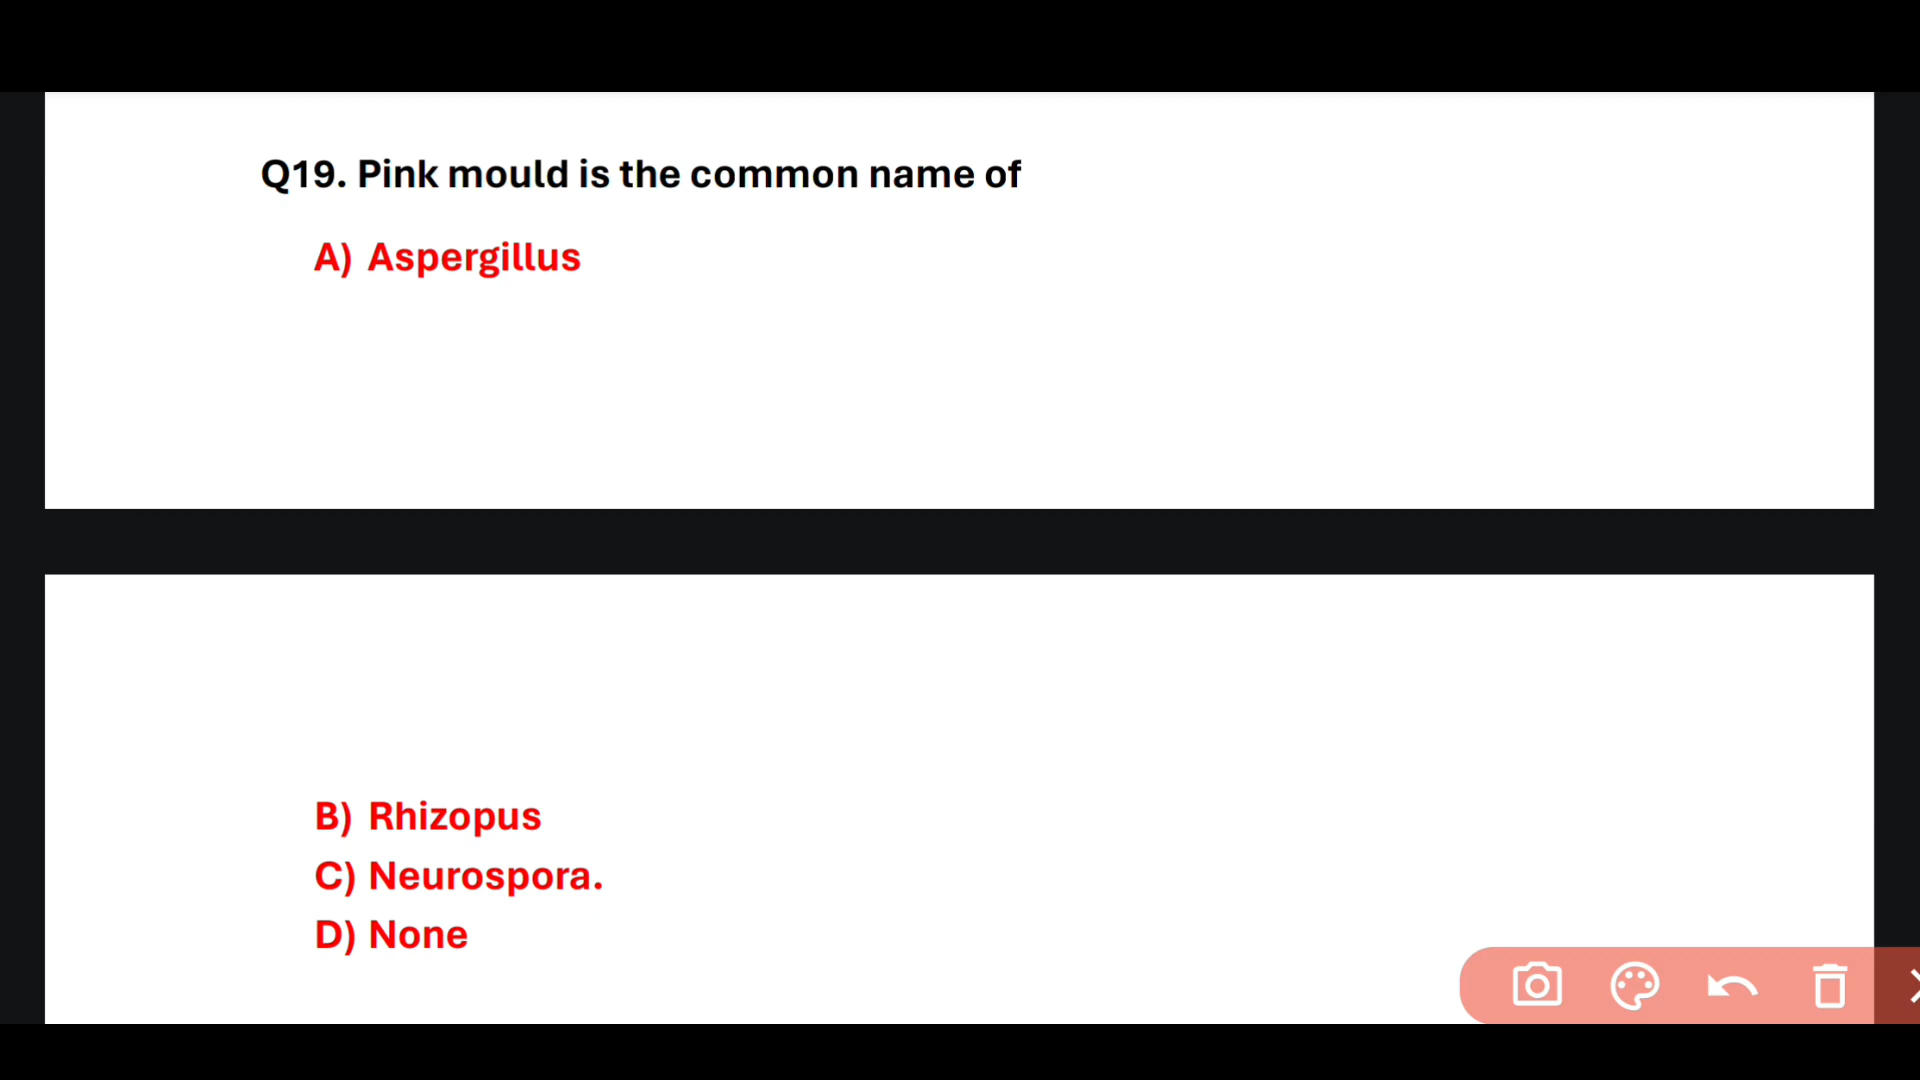 Q19. Pink mould is the common name of
A) Aspergillus
B) Rhizopus
C) Neurospora.
D) None